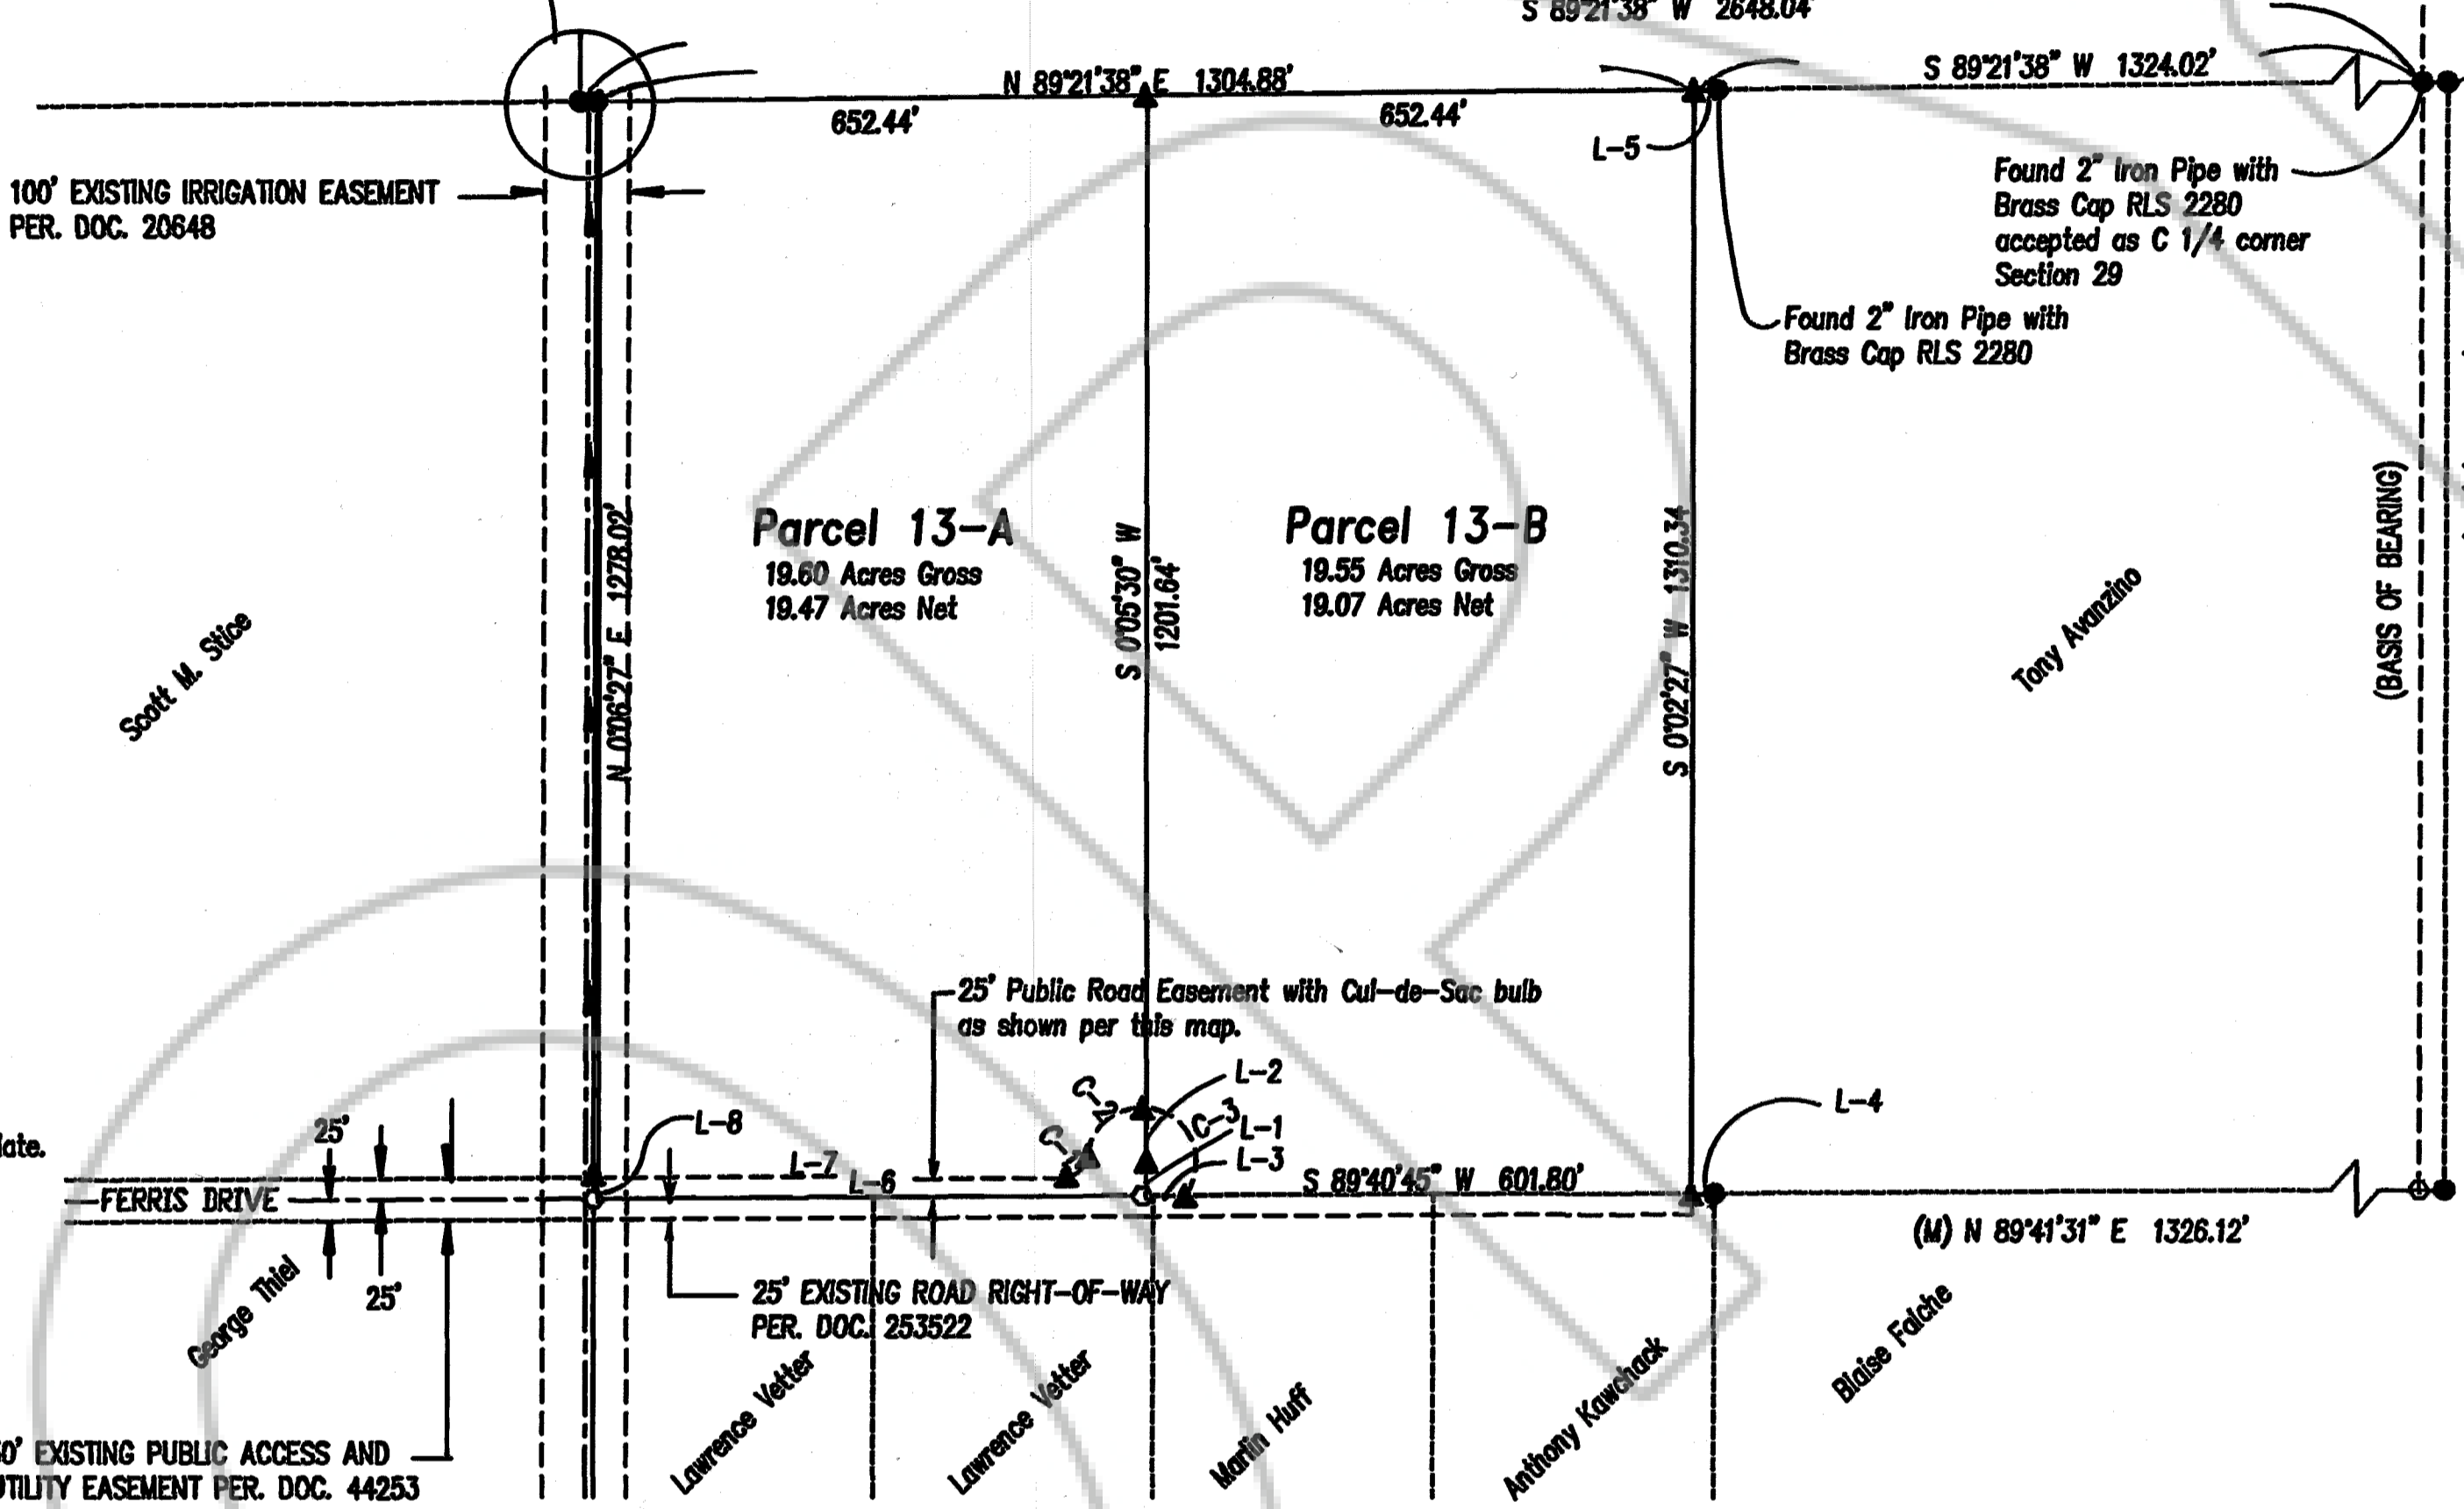 S 89°21'38" W 2648.04'
N 89°21'38" E 1304.88'
S 89°21'38" W 1324.02'
652.44'
652.44'
L-5
100' EXISTING IRRIGATION EASEMENT
PER. DOC. 20648
Found 2" Iron Pipe with
Brass Cap RLS 2280
accepted as C 1/4 corner
Section 29
Found 2" Iron Pipe with
Brass Cap RLS 2280
Parcel 13-A
19.60 Acres Gross
19.47 Acres Net
Parcel 13-B
19.55 Acres Gross
19.07 Acres Net
N 0°06'27" E 1278.02'
S 0°05'30" W
1201.64'
S 0°02'27" W 1310.34
(BASIS OF BEARING)
Scott M. Stice
Tony Avanzino
25' Public Road Easement with Cul-de-Sac bulb
as shown per this map.
L-2
C-2
C-3
L-1
L-3
L-4
L-8
25'
L-7
L-6
FERRIS DRIVE
S 89°40'45" W 601.80'
(M) N 89°41'31" E 1326.12'
25'
George Thiel
25' EXISTING ROAD RIGHT-OF-WAY
PER. DOC. 253522
Lawrence Vetter
Lawrence Vetter
Marlin Huff
Anthony Kawchack
Blaise Falche
0' EXISTING PUBLIC ACCESS AND
UTILITY EASEMENT PER. DOC. 44253